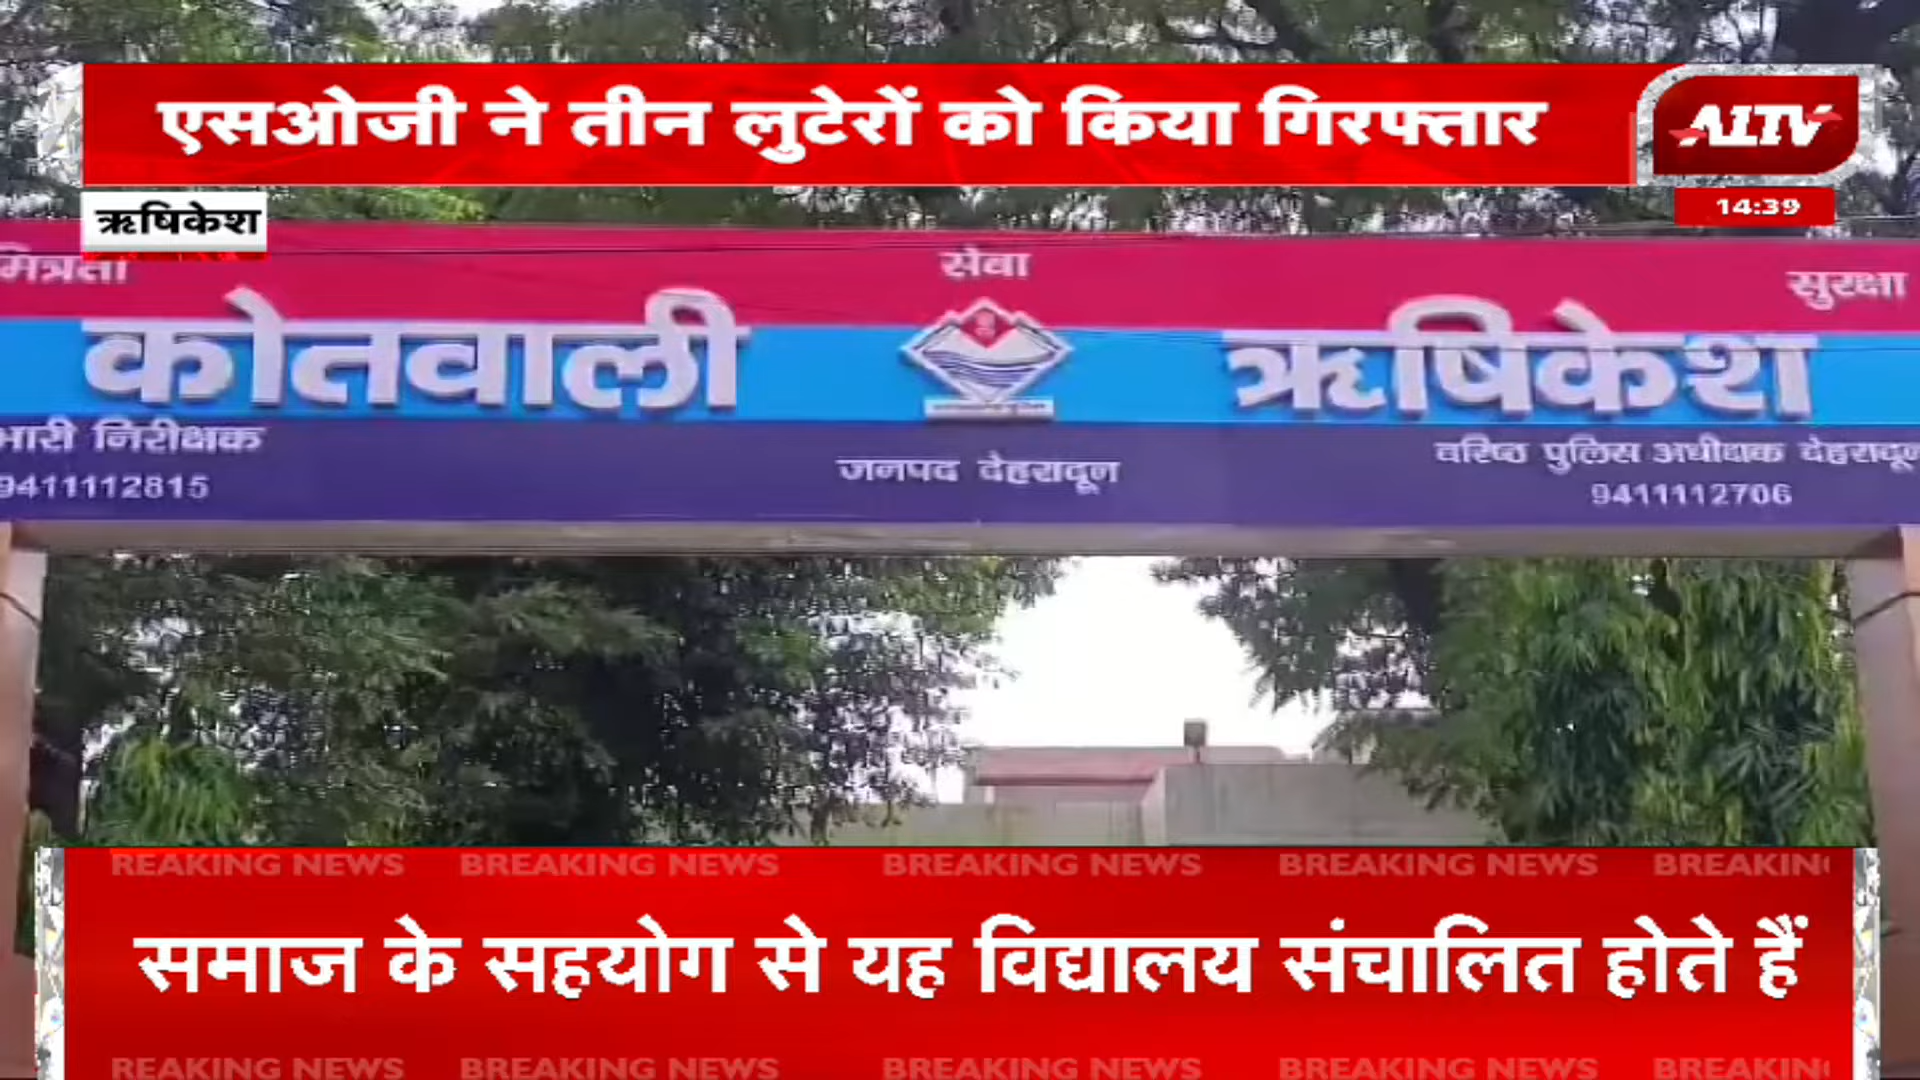 एसओजी ने तीन लुटेरों को किया गिरफ्तार
ALTV
14:39
ऋषिकेश
मित्रता सेवा सुरक्षा
कोतवाली ऋषिकेश
भारी निरीक्षक
9411112815
जनपद देहरादून
वरिष्ठ पुलिस अधीक्षक देहरादून
9411112706
REAKING NEWS BREAKING NEWS BREAKING NEWS BREAKING NEWS BREAKING
समाज के सहयोग से यह विद्यालय संचालित होते हैं
REAKING NEWS BREAKING NEWS BREAKING NEWS BREAKING NEWS BREAKING